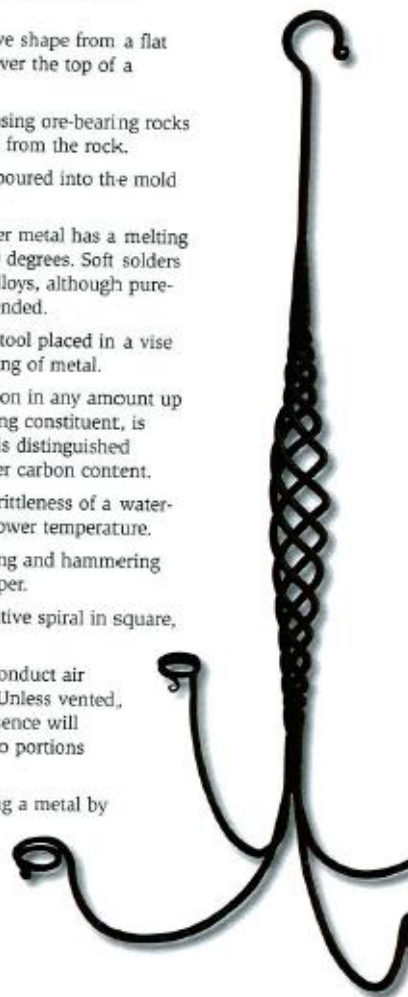 ve shape from a flat
ver the top of a
sing ore-bearing rocks
from the rock.
poured into the mold
er metal has a melting
degrees. Soft solders
lloys, although pure-
nded.
tool placed in a vise
ng of metal.
on in any amount up
ng constituent, is
is distinguished
er carbon content.
rittleness of a water-
ower temperature.
ng and hammering
per.
tive spiral in square,
onduct air
Unless vented,
sence will
o portions
g a metal by